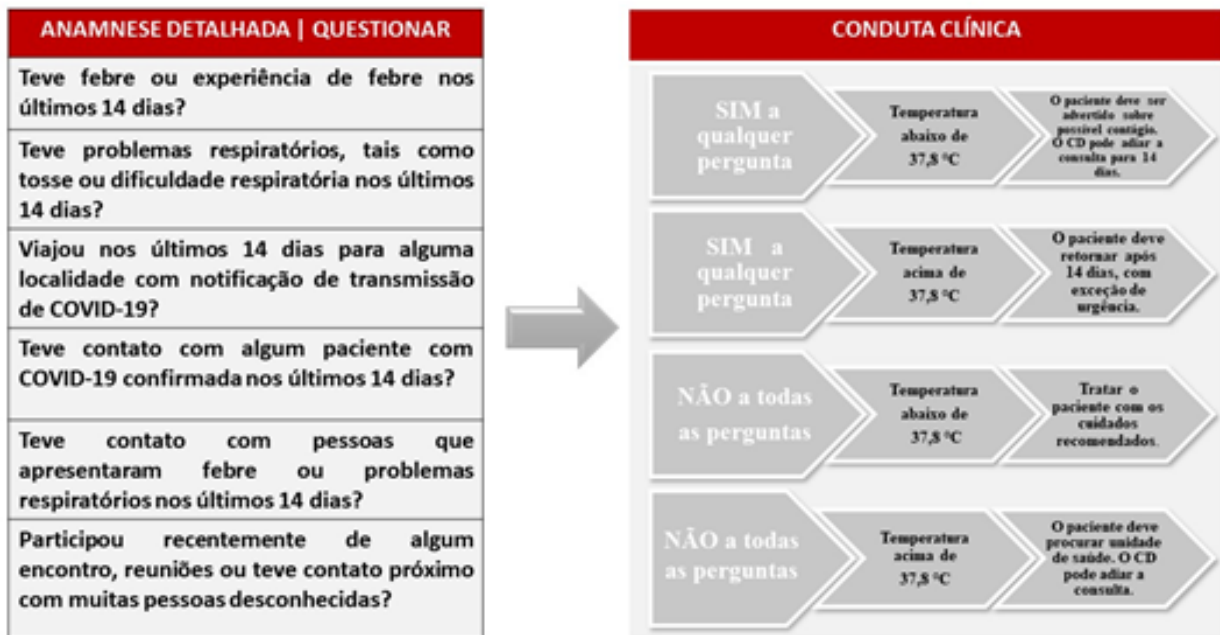 ANAMNESE DETALHADA | QUESTIONAR
Teve febre ou experiência de febre nos
últimos 14 dias?
Teve problemas respiratórios, tais como
tosse ou dificuldade respiratória nos últimos
14 dias?
Viajou nos últimos 14 dias para alguma
localidade com notificação de transmissão
de COVID-19?
Teve contato com algum paciente com
COVID-19 confirmada nos últimos 14 dias?
Teve contato com pessoas que
apresentaram febre ou problemas
respiratórios nos últimos 14 dias?
Participou recentemente de algum
encontro, reuniões ou teve contato próximo
com muitas pessoas desconhecidas?
CONDUTA CLÍNICA
SIM a
qualquer
pergunta
Temperatura
abaixo de
37,8 °C
O paciente deve ser
advertido sobre
possível contágio.
O CD pode adiar a
consulta para 14
dias.
SIM a
qualquer
pergunta
Temperatura
acima de
37,8 °C
O paciente deve
retornar após
14 dias, com
exceção de
urgência.
NÃO a todas
as perguntas
Temperatura
abaixo de
37,8 °C
Tratar o
paciente com os
cuidados
recomendados.
NÃO a todas
as perguntas
Temperatura
acima de
37,8 °C
O paciente deve
procurar unidade
de saúde. O CD
pode adiar a
consulta.